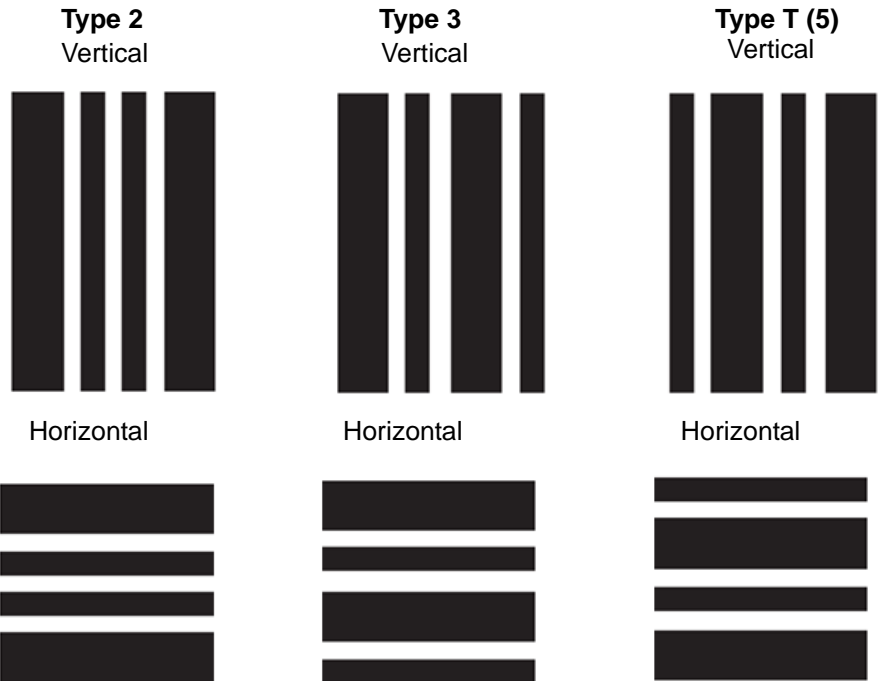 Type 2
Vertical
Type 3
Vertical
Type T (5)
Vertical
Horizontal
Horizontal
Horizontal